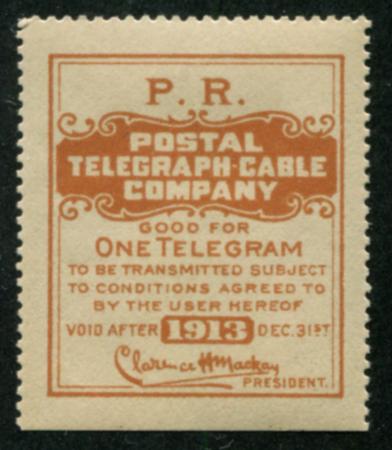 P. R.
POSTAL
TELEGRAPH-CABLE
COMPANY
GOOD FOR
ONE TELEGRAM
TO BE TRANSMITTED SUBJECT
TO CONDITIONS AGREED TO
BY THE USER HEREOF
VOID AFTER 1913 DEC. 31ST
Clarence H Mackay
PRESIDENT.